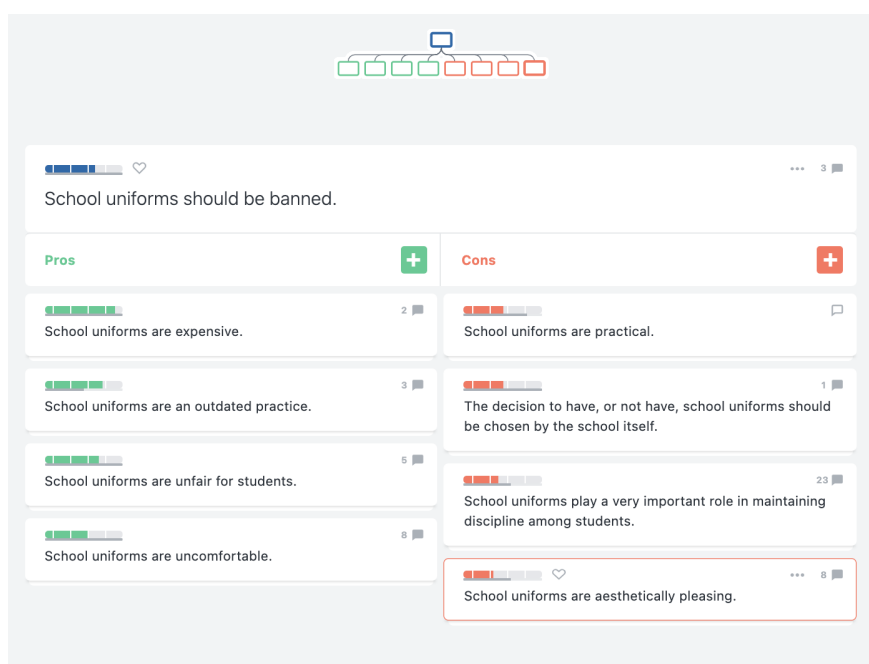 3
School uniforms should be banned.
Pros
Cons
2
School uniforms are expensive.
School uniforms are practical.
3
School uniforms are an outdated practice.
1
The decision to have, or not have, school uniforms should
be chosen by the school itself.
5
School uniforms are unfair for students.
23
School uniforms play a very important role in maintaining
discipline among students.
8
School uniforms are uncomfortable.
8
School uniforms are aesthetically pleasing.